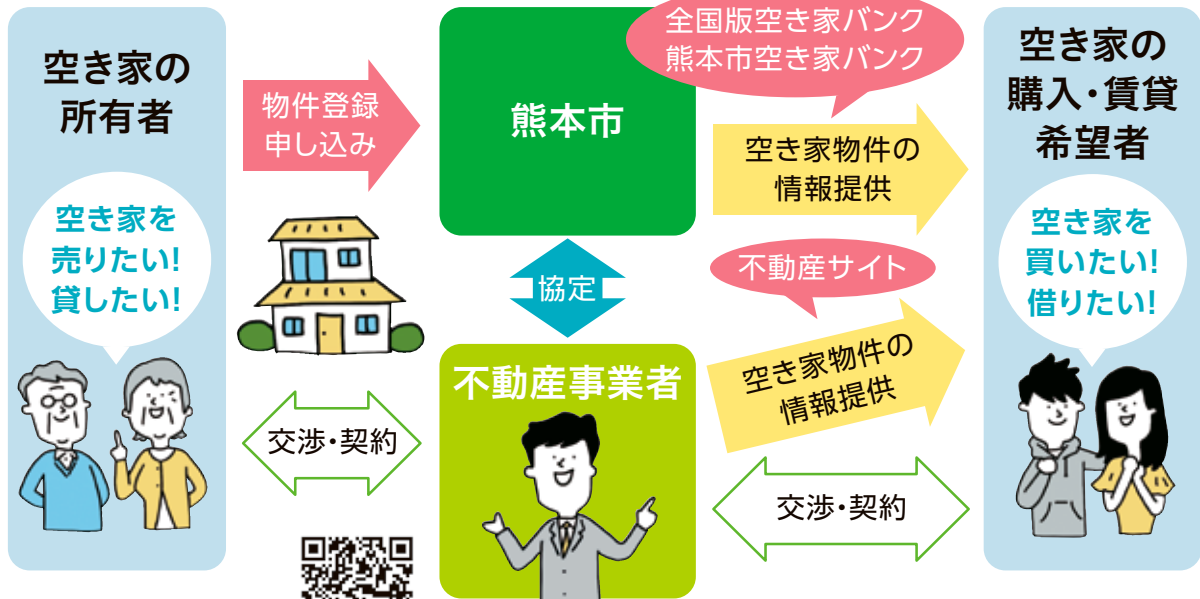 空き家の
所有者
空き家を
売りたい!
貸したい!
物件登録
申し込み
交渉・契約
熊本市
協定
不動産事業者
全国版空き家バンク
熊本市空き家バンク
空き家物件の
情報提供
不動産サイト
空き家物件の
情報提供
交渉・契約
空き家の
購入・賃貸
希望者
空き家を
買いたい!
借りたい!